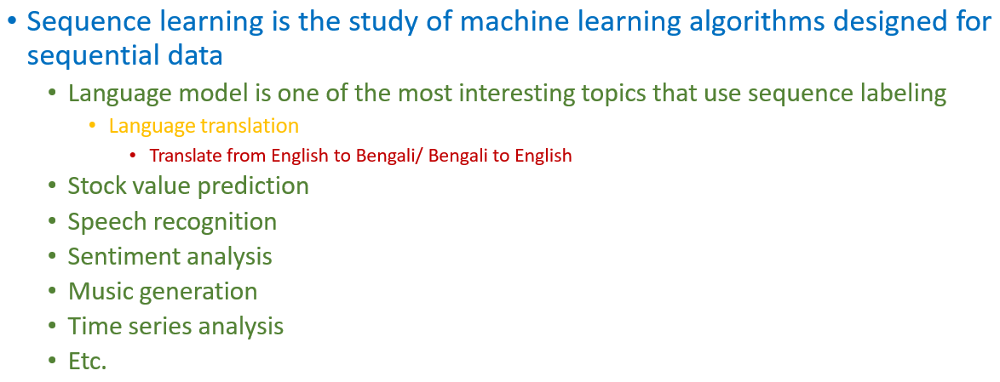 • Sequence learning is the study of machine learning algorithms designed for
sequential data
• Language model is one of the most interesting topics that use sequence labeling
• Language translation
• Translate from English to Bengali/ Bengali to English
• Stock value prediction
• Speech recognition
• Sentiment analysis
• Music generation
• Time series analysis
• Etc.